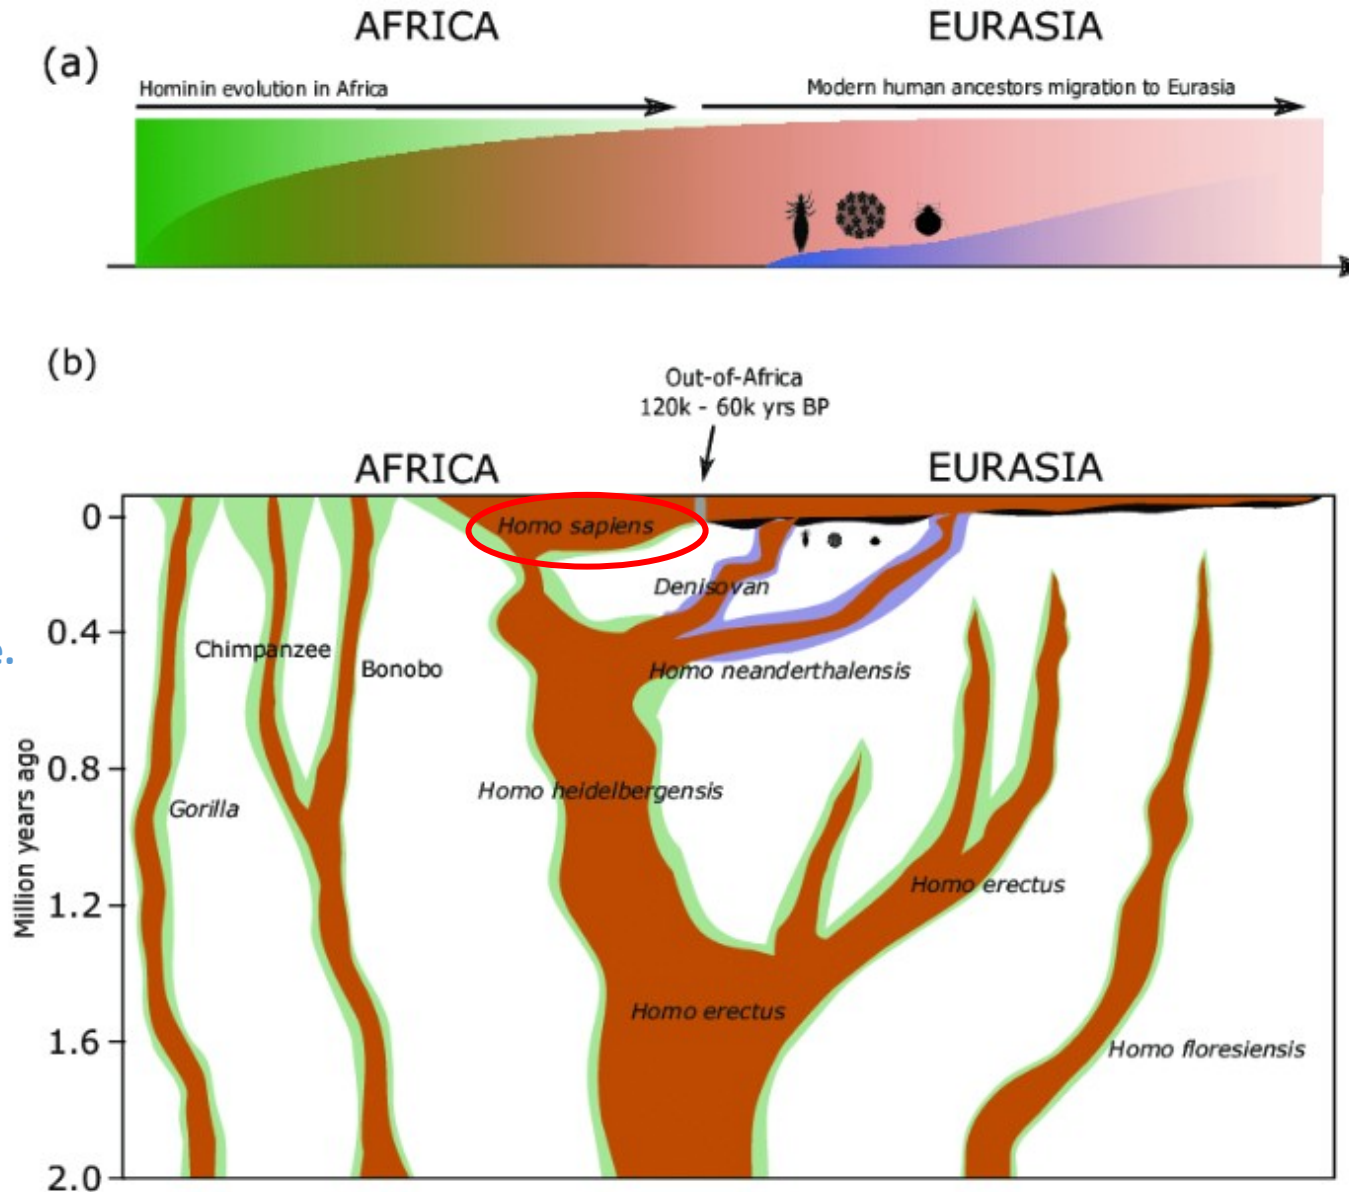 AFRICA
EURASIA
(a)
Hominin evolution in Africa
Modern human ancestors migration to Eurasia
(b)
Out-of-Africa
120k - 60k yrs BP
AFRICA
EURASIA
0
Homo sapiens
Denisovan
0.4
Chimpanzee
Bonobo
Homo neanderthalensis
0.8
Homo heidelbergensis
Gorilla
Million years ago
Homo erectus
1.2
Homo erectus
1.6
Homo floresiensis
2.0